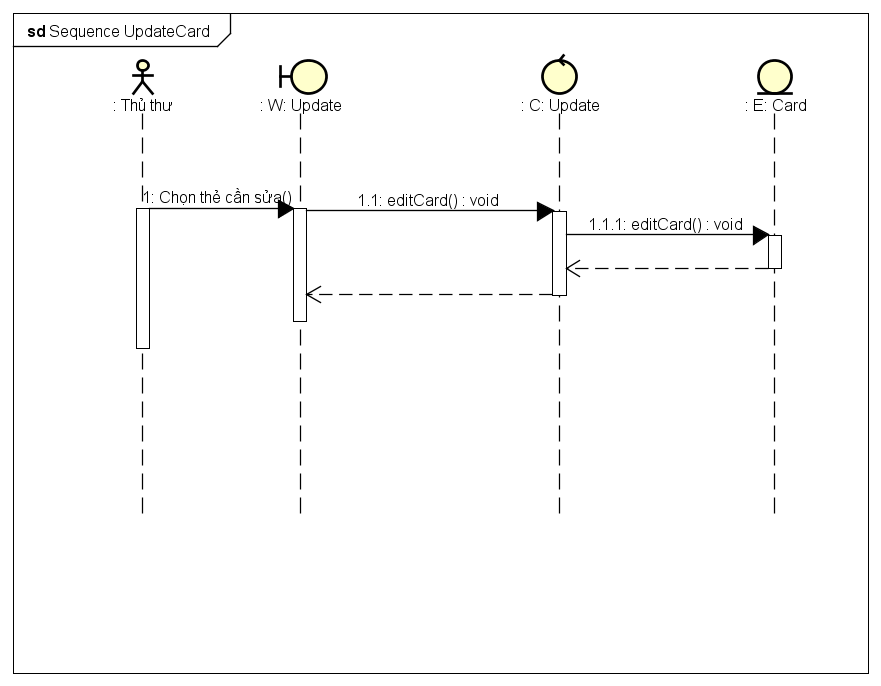 sd Sequence UpdateCard
: Thủ thư
: W: Update
: C: Update
: E: Card
1: Chọn thẻ cần sửa()
1.1: editCard() : void
1.1.1: editCard() : void